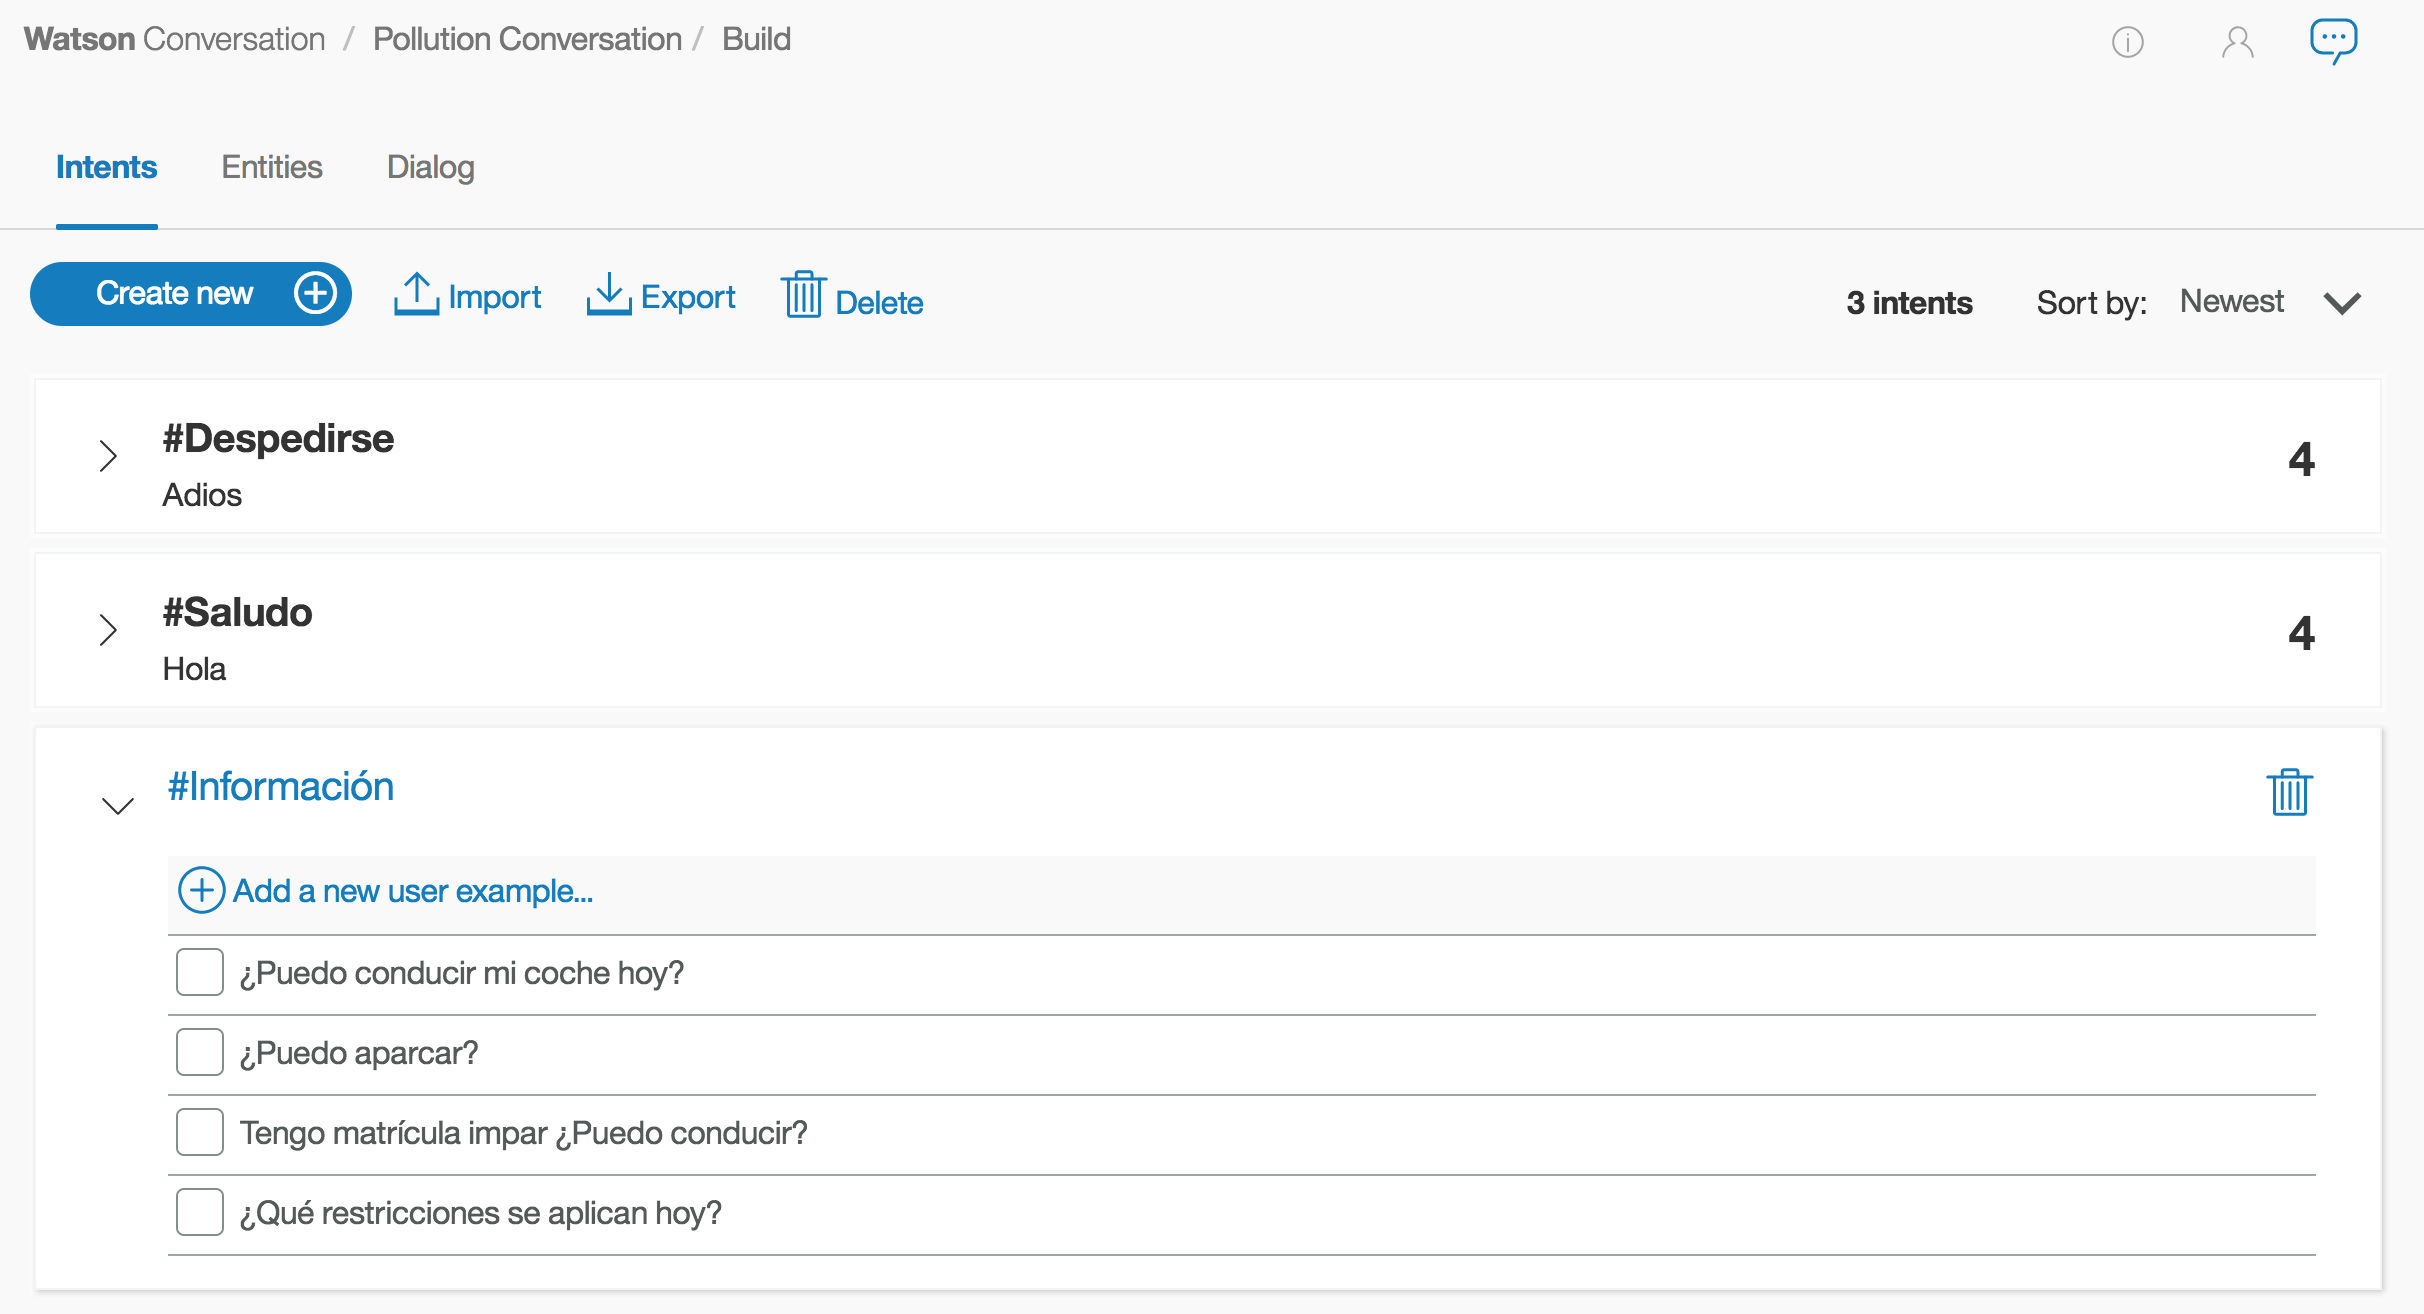 Watson Conversation / Pollution Conversation / Build
Intents Entities Dialog
Create new Import Export Delete 3 intents Sort by: Newest
#Despedirse
Adios
4
#Saludo
Hola
4
#Información
Add a new user example...
¿Puedo conducir mi coche hoy?
¿Puedo aparcar?
Tengo matrícula impar ¿Puedo conducir?
¿Qué restricciones se aplican hoy?